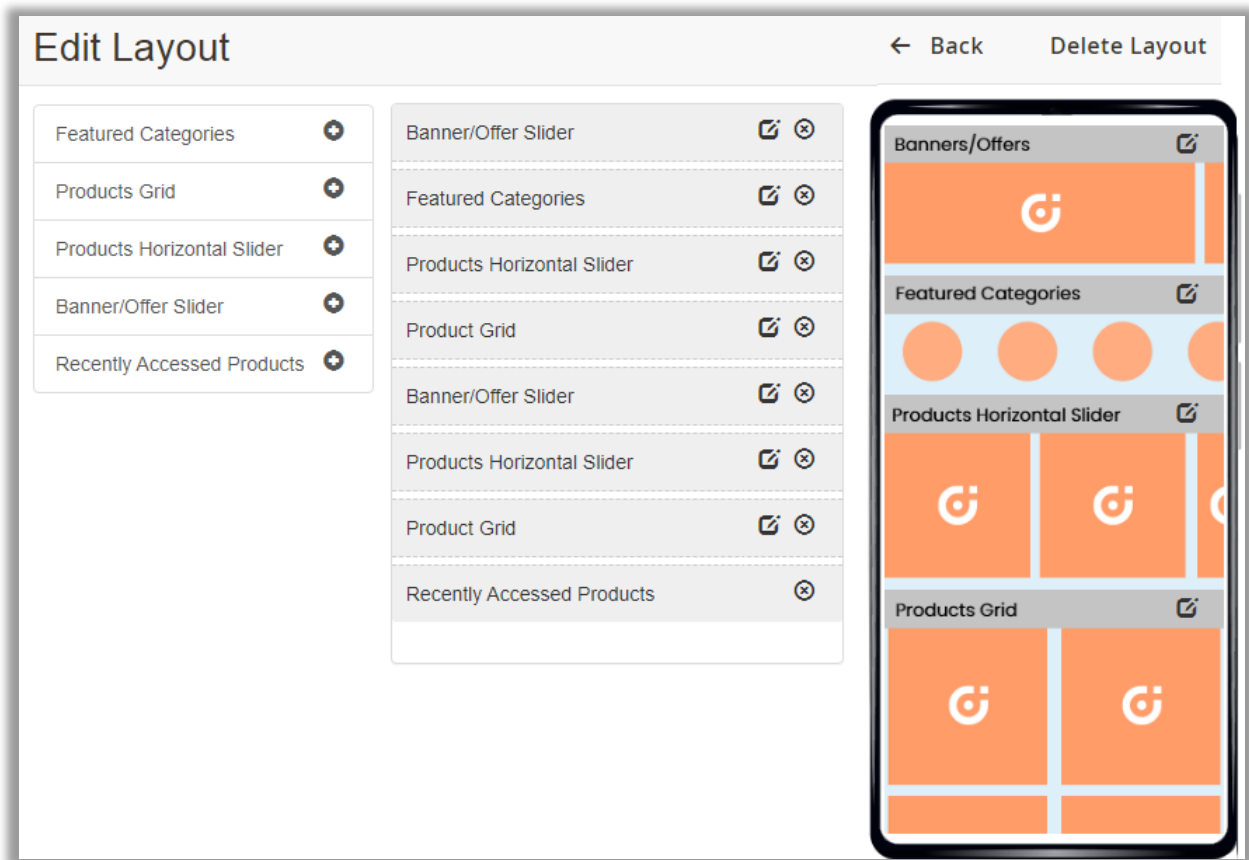 Edit Layout
Back
Delete Layout
Featured Categories
Products Grid
Products Horizontal Slider
Banner/Offer Slider
Recently Accessed Products
Banner/Offer Slider
Featured Categories
Products Horizontal Slider
Product Grid
Banner/Offer Slider
Products Horizontal Slider
Product Grid
Recently Accessed Products
Banners/Offers
Featured Categories
Products Horizontal Slider
Products Grid